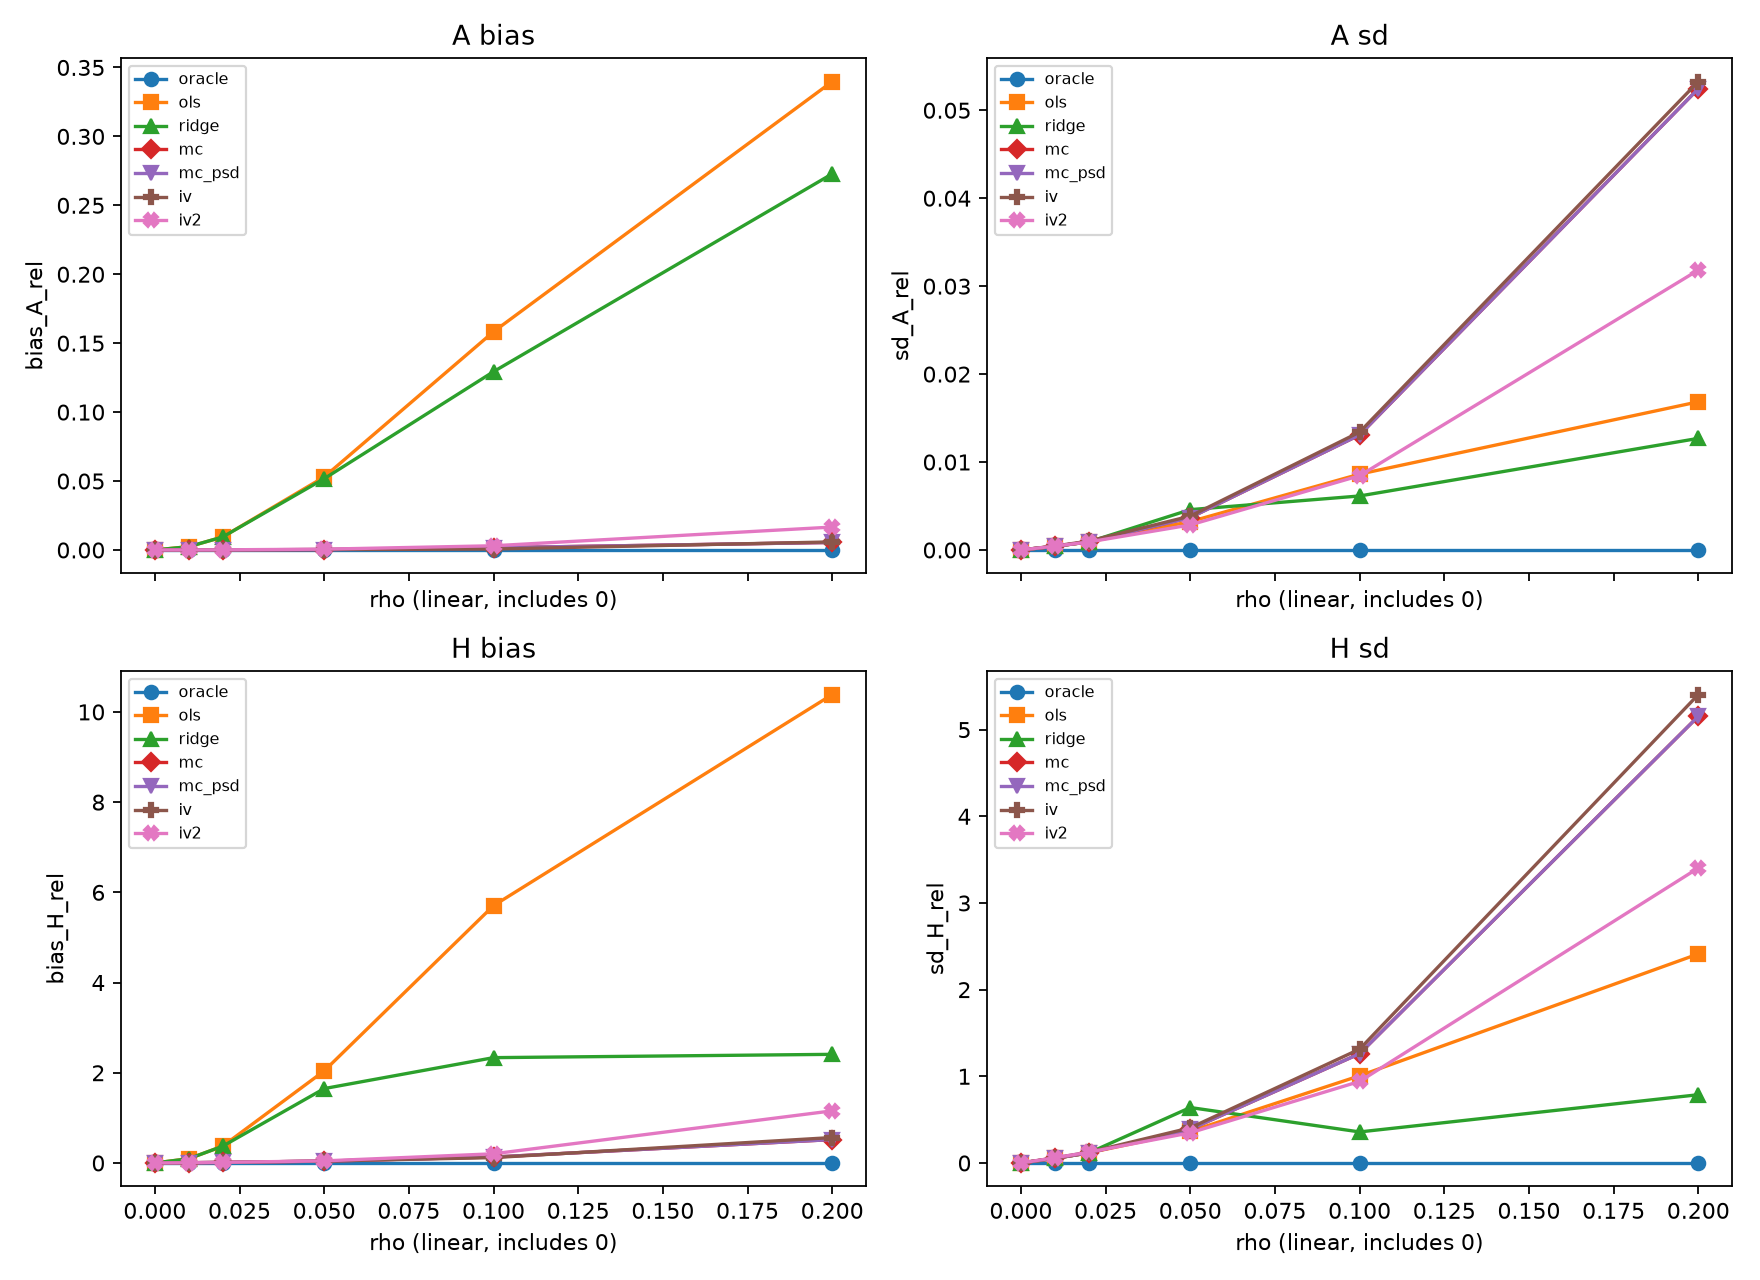 A bias
bias_A_rel
0.35
0.30
0.25
0.20
0.15
0.10
0.05
0.00
oracle
ols
ridge
mc
mc_psd
iv
iv2
rho (linear, includes 0)
A sd
sd_A_rel
0.05
0.04
0.03
0.02
0.01
0.00
oracle
ols
ridge
mc
mc_psd
iv
iv2
rho (linear, includes 0)
H bias
bias_H_rel
10
8
6
4
2
0
oracle
ols
ridge
mc
mc_psd
iv
iv2
0.000 0.025 0.050 0.075 0.100 0.125 0.150 0.175 0.200
rho (linear, includes 0)
H sd
sd_H_rel
5
4
3
2
1
0
oracle
ols
ridge
mc
mc_psd
iv
iv2
0.000 0.025 0.050 0.075 0.100 0.125 0.150 0.175 0.200
rho (linear, includes 0)